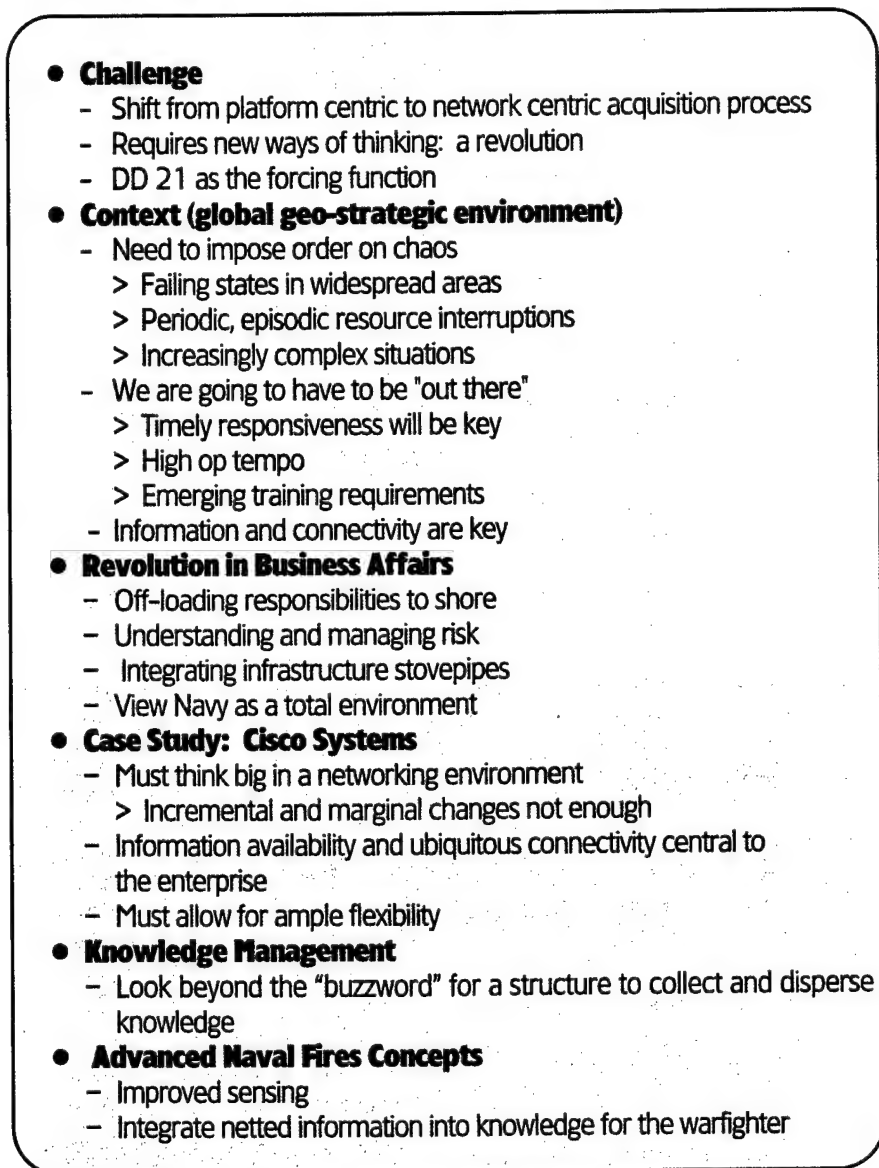 ● Challenge
- Shift from platform centric to network centric acquisition process
- Requires new ways of thinking: a revolution
- DD 21 as the forcing function
● Context (global geo-strategic environment)
- Need to impose order on chaos
> Failing states in widespread areas
> Periodic, episodic resource interruptions
> Increasingly complex situations
- We are going to have to be "out there"
> Timely responsiveness will be key
> High op tempo
> Emerging training requirements
- Information and connectivity are key
● Revolution in Business Affairs
- Off-loading responsibilities to shore
- Understanding and managing risk
- Integrating infrastructure stovepipes
- View Navy as a total environment
● Case Study: Cisco Systems
- Must think big in a networking environment
> Incremental and marginal changes not enough
- Information availability and ubiquitous connectivity central to
the enterprise
- Must allow for ample flexibility
● Knowledge Management
- Look beyond the "buzzword" for a structure to collect and disperse
knowledge
● Advanced Naval Fires Concepts
- Improved sensing
- Integrate netted information into knowledge for the warfighter